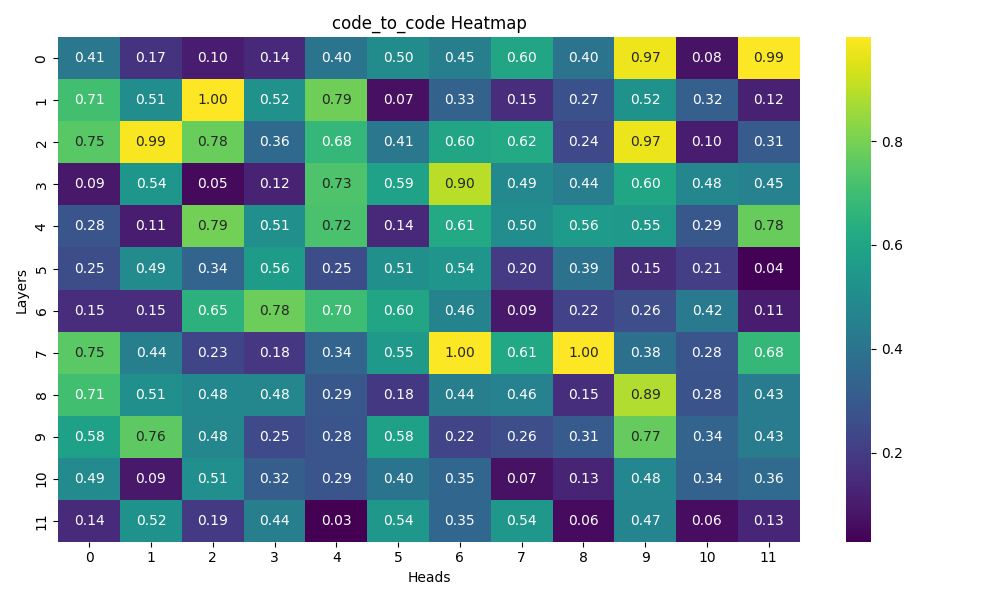 code_to_code Heatmap
0 0.41 0.17 0.10 0.14 0.40 0.50 0.45 0.60 0.40 0.97 0.08 0.99
1 0.71 0.51 1.00 0.52 0.79 0.07 0.33 0.15 0.27 0.52 0.32 0.12
2 0.75 0.99 0.78 0.36 0.68 0.41 0.60 0.62 0.24 0.97 0.10 0.31
3 0.09 0.54 0.05 0.12 0.73 0.59 0.90 0.49 0.44 0.60 0.48 0.45
4 0.28 0.11 0.79 0.51 0.72 0.14 0.61 0.50 0.56 0.55 0.29 0.78
5 0.25 0.49 0.34 0.56 0.25 0.51 0.54 0.20 0.39 0.15 0.21 0.04
6 0.15 0.15 0.65 0.78 0.70 0.60 0.46 0.09 0.22 0.26 0.42 0.11
7 0.75 0.44 0.23 0.18 0.34 0.55 1.00 0.61 1.00 0.38 0.28 0.68
8 0.71 0.51 0.48 0.48 0.29 0.18 0.44 0.46 0.15 0.89 0.28 0.43
9 0.58 0.76 0.48 0.25 0.28 0.58 0.22 0.26 0.31 0.77 0.34 0.43
10 0.49 0.09 0.51 0.32 0.29 0.40 0.35 0.07 0.13 0.48 0.34 0.36
11 0.14 0.52 0.19 0.44 0.03 0.54 0.35 0.54 0.06 0.47 0.06 0.13
0 1 2 3 4 5 6 7 8 9 10 11
Heads
Layers
0.8
0.6
0.4
0.2